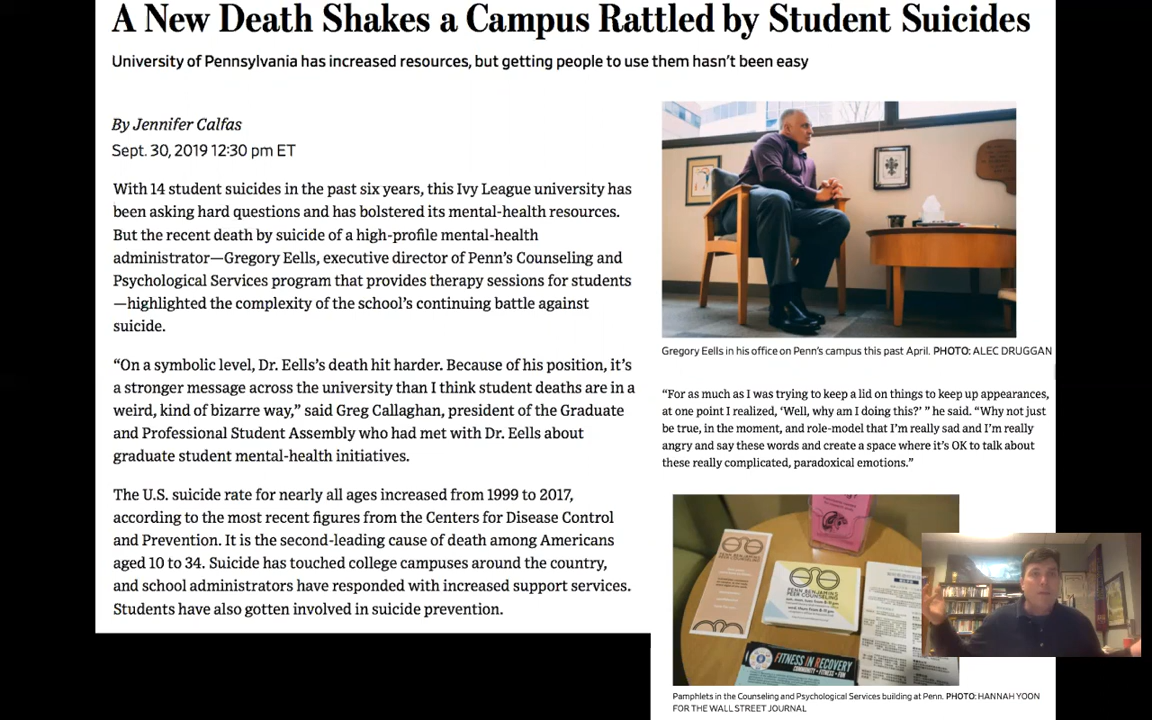 A New Death Shakes a Campus Rattled by Student Suicides
University of Pennsylvania has increased resources, but getting people to use them hasn't been easy
By Jennifer Calfas
Sept. 30, 2019 12:30 pm ET
With 14 student suicides in the past six years, this Ivy League university has
been asking hard questions and has bolstered its mental-health resources.
But the recent death by suicide of a high-profile mental-health
administrator—Gregory Eells, executive director of Penn's Counseling and
Psychological Services program that provides therapy sessions for students
—highlighted the complexity of the school's continuing battle against
suicide.
“On a symbolic level, Dr. Eells's death hit harder. Because of his position, it's
a stronger message across the university than I think student deaths are in a
weird, kind of bizarre way,” said Greg Callaghan, president of the Graduate
and Professional Student Assembly who had met with Dr. Eells about
graduate student mental-health initiatives.
The U.S. suicide rate for nearly all ages increased from 1999 to 2017,
according to the most recent figures from the Centers for Disease Control
and Prevention. It is the second-leading cause of death among Americans
aged 10 to 34. Suicide has touched college campuses around the country,
and school administrators have responded with increased support services.
Students have also gotten involved in suicide prevention.
Gregory Eells in his office on Penn's campus this past April. PHOTO: ALEC DRUGGAN
“For as much as I was trying to keep a lid on things to keep up appearances,
at one point I realized, ‘Well, why am I doing this?’ ” he said. “Why not just
be true, in the moment, and role-model that I'm really sad and I'm really
angry and say these words and create a space where it's OK to talk about
these really complicated, paradoxical emotions.”
PENN BENJAMINS
PEER COUNSELING
PENN BENJAMINS
PEER COUNSELING
FITNESS IN RECOVERY
COMMUNITY • FITNESS • FUN
Pamphlets in the Counseling and Psychological Services building at Penn. PHOTO: HANNAH YOON
FOR THE WALL STREET JOURNAL